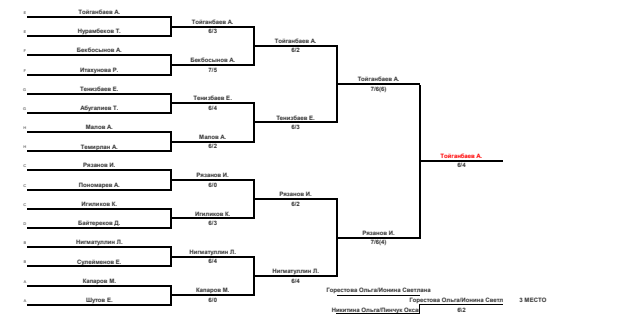 Тойганбаев А.
Нурамбеков Т.
Бекбосынов А.
Итахунова Р.
Тенизбаев Е.
Абугалиев Т.
Мапов А.
Темерлан А.
Рязанов И.
Пономарев А.
Игиликов К.
Байтереков Д.
Нигматуллин Л.
Сулейменов Е.
Капаров М.
Шутов Е.
Тойганбаев А.
6/3
Бекбосынов А.
7/5
Тенизбаев Е.
6/4
Мапов А.
6/2
Рязанов И.
6/0
Игиликов К.
6/3
Нигматуллин Л.
6/4
Капаров М.
6/0
Тойганбаев А.
6/2
Тенизбаев Е.
6/3
Рязанов И.
6/2
Нигматуллин Л.
6/4
Тойганбаев А.
7/6(6)
Рязанов И.
7/6(4)
Тойганбаев А.
6/4
Горестова Ольга/Ионина Светлана
Горестова Ольга/Ионина Светл
3 МЕСТО
Никитина Ольга/Пинчук Окса
6/2